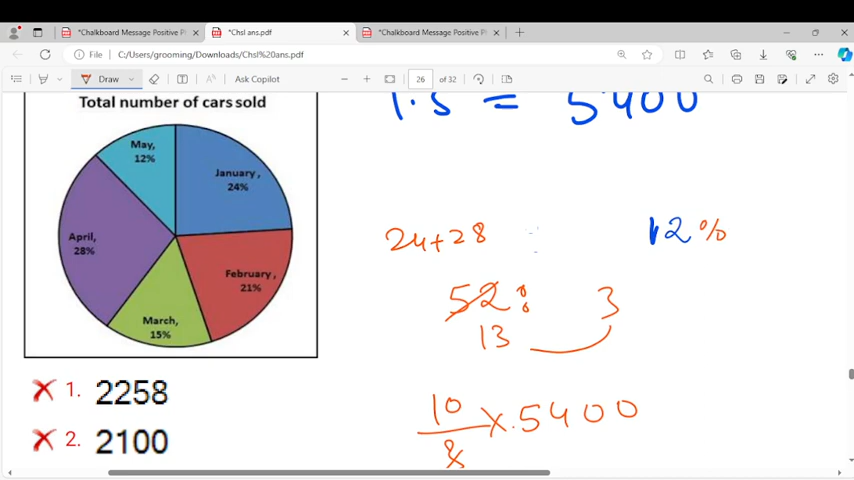 *Chalkboard Message Positive P
*Chsl ans.pdf
*Chalkboard Message Positive P
File
C:/Users/grooming/Downloads/Chsl%20ans.pdf
Draw
Ask Copilot
26 of 32
Total number of cars sold
T.S = 5400
May, 12%
January, 24%
April, 28%
February, 21%
March, 15%
24+28
12%
52 : 3
13
10/8 x.5400
1. 2258
2. 2100